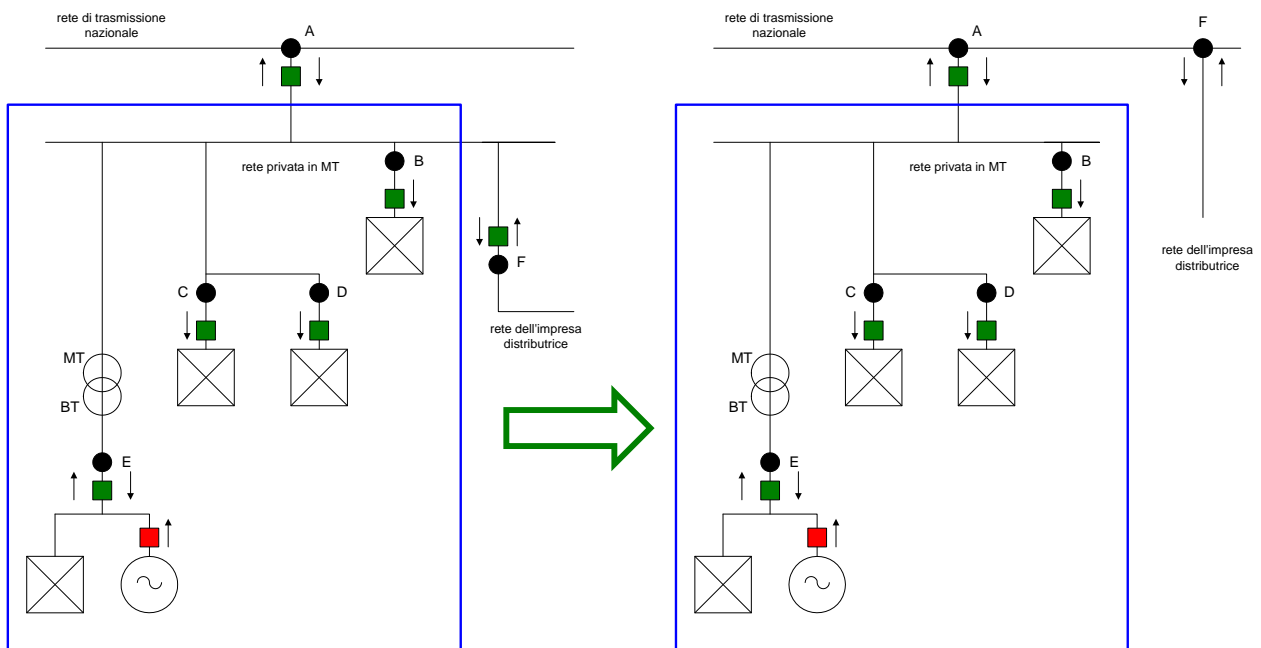 rete di trasmissione
nazionale
A
rete privata in MT
B
F
rete dell'impresa
distributrice
C
D
MT
BT
E
rete di trasmissione
nazionale
A
F
rete privata in MT
B
rete dell'impresa
distributrice
C
D
MT
BT
E